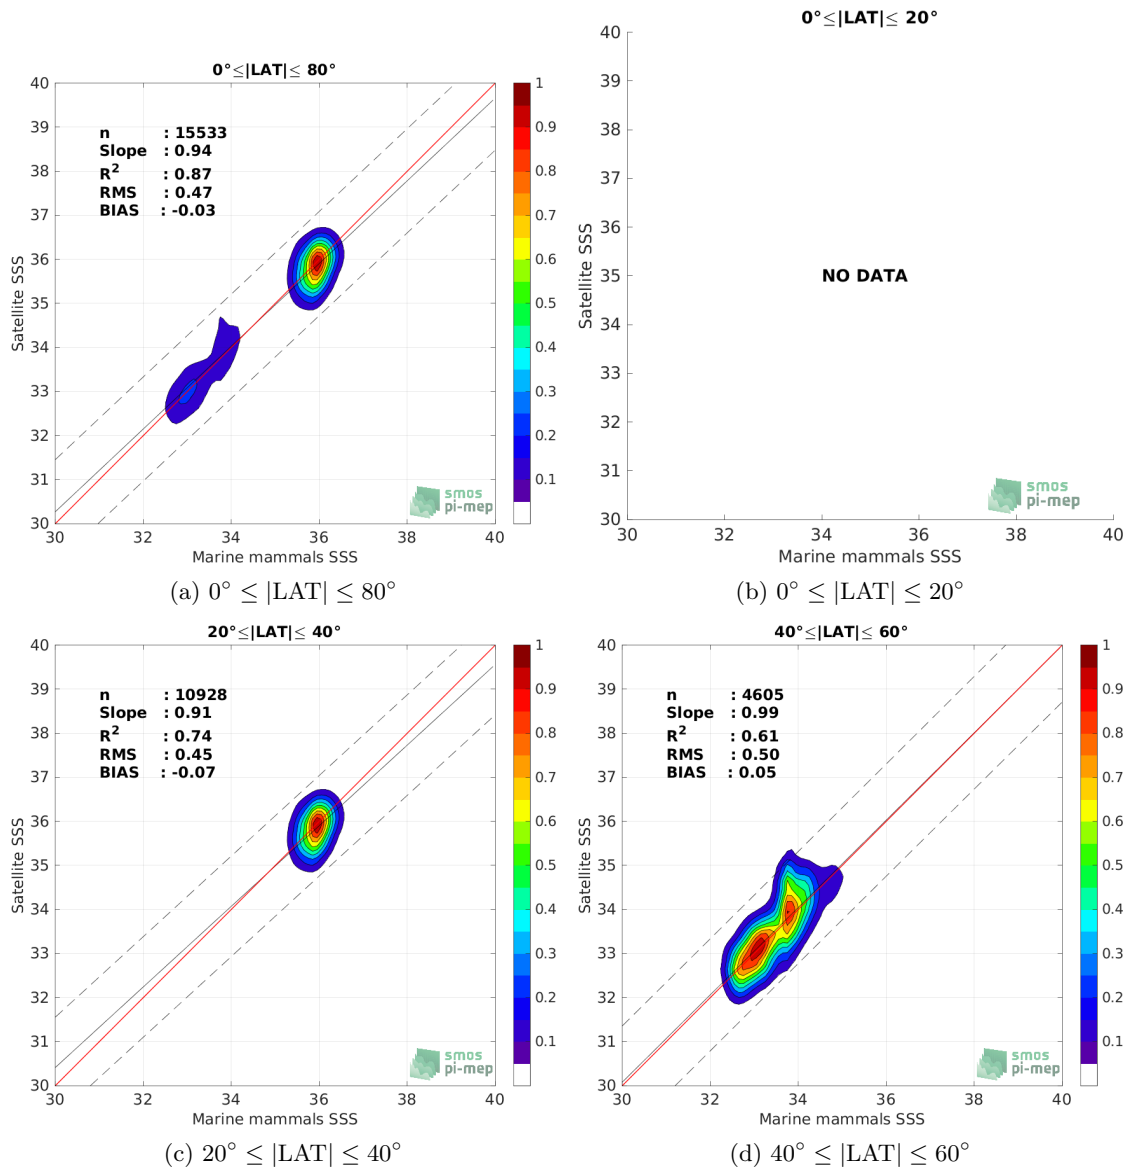 0°≤|LAT|≤ 80°
40
39
38
37
36
35
34
33
32
31
30
n : 15533
Slope : 0.94
R² : 0.87
RMS : 0.47
BIAS : -0.03
Satellite SSS
30 32 34 36 38 40
Marine mammals SSS
1
0.9
0.8
0.7
0.6
0.5
0.4
0.3
0.2
0.1
smos
pi-mep
(a) 0° ≤ |LAT| ≤ 80°
0°≤|LAT|≤ 20°
40
39
38
37
36
35
34
33
32
31
30
NO DATA
Satellite SSS
30 32 34 36 38 40
Marine mammals SSS
smos
pi-mep
(b) 0° ≤ |LAT| ≤ 20°
20°≤|LAT|≤ 40°
40
39
38
37
36
35
34
33
32
31
30
n : 10928
Slope : 0.91
R² : 0.74
RMS : 0.45
BIAS : -0.07
Satellite SSS
30 32 34 36 38 40
Marine mammals SSS
1
0.9
0.8
0.7
0.6
0.5
0.4
0.3
0.2
0.1
smos
pi-mep
(c) 20° ≤ |LAT| ≤ 40°
40°≤|LAT|≤ 60°
40
39
38
37
36
35
34
33
32
31
30
n : 4605
Slope : 0.99
R² : 0.61
RMS : 0.50
BIAS : 0.05
Satellite SSS
30 32 34 36 38 40
Marine mammals SSS
1
0.9
0.8
0.7
0.6
0.5
0.4
0.3
0.2
0.1
smos
pi-mep
(d) 40° ≤ |LAT| ≤ 60°